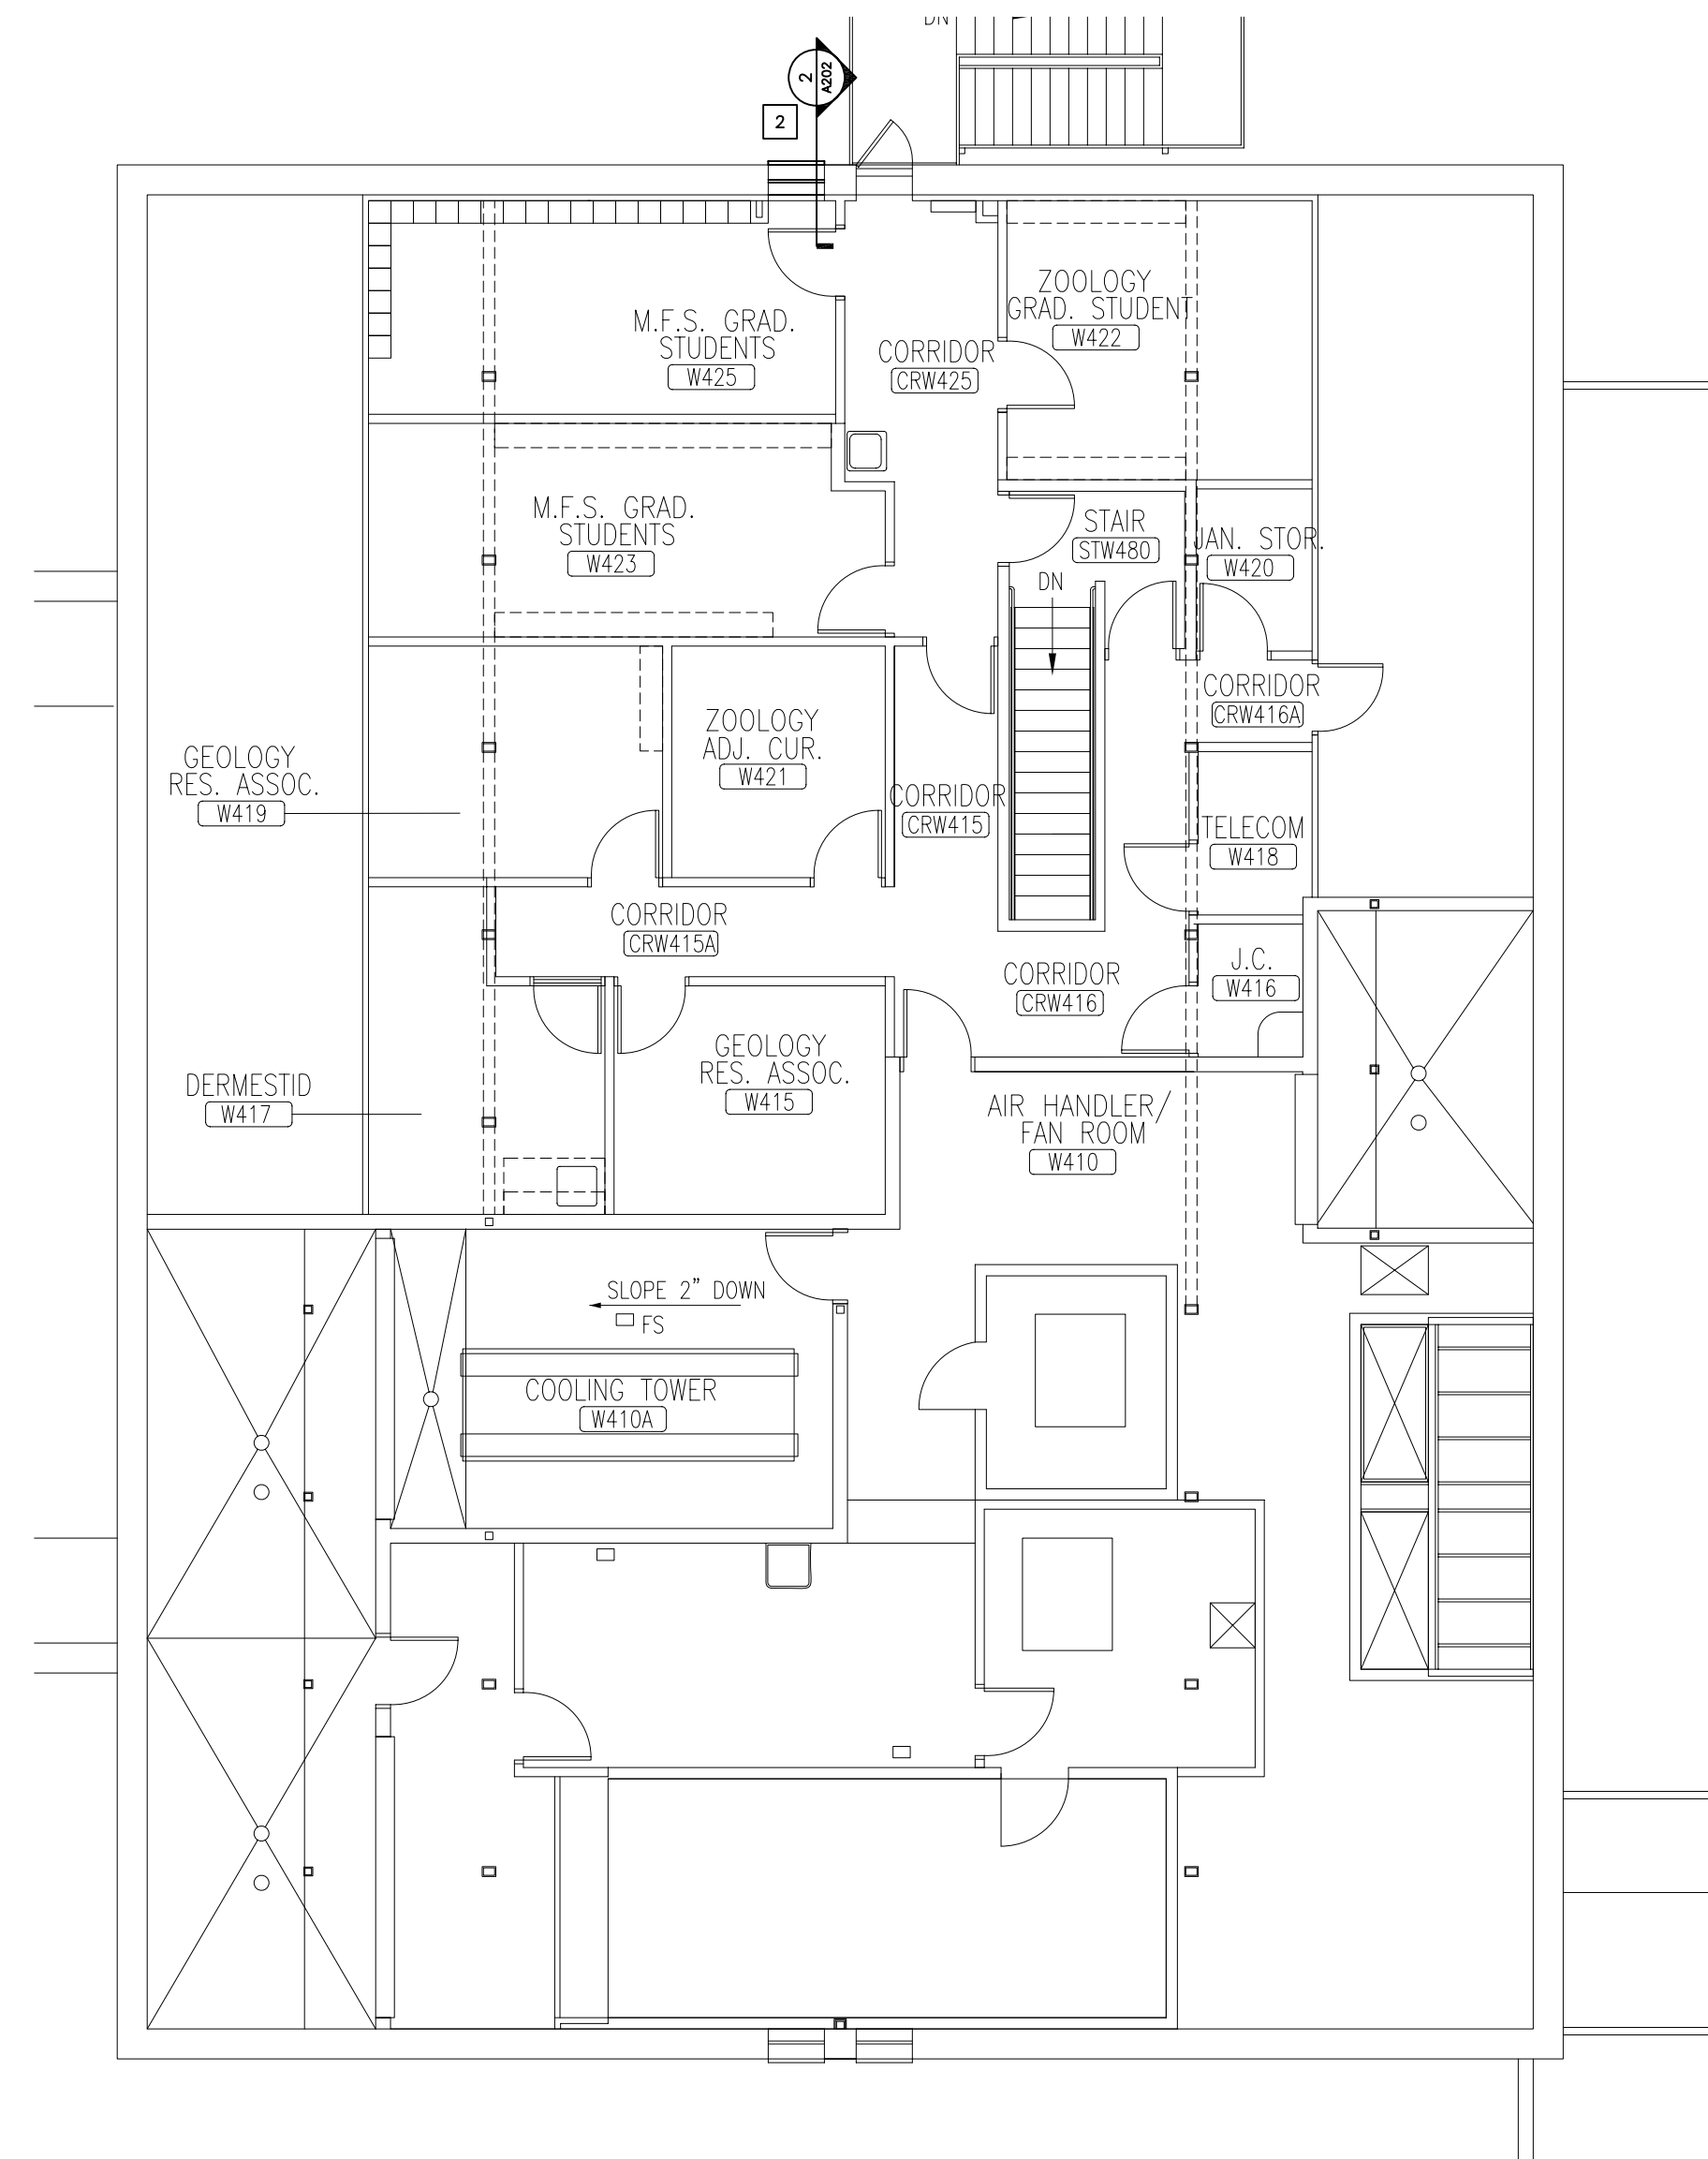 DN
2
A202
2
ZOOLOGY
GRAD. STUDENT
W422
M.F.S. GRAD.
STUDENTS
W425
CORRIDOR
CRW425
M.F.S. GRAD.
STUDENTS
W423
STAIR
STW480
JAN. STOR.
W420
DN
CORRIDOR
CRW416A
ZOOLOGY
ADJ. CUR.
W421
GEOLOGY
RES. ASSOC.
W419
CORRIDOR
CRW415
TELECOM
W418
CORRIDOR
CRW415A
CORRIDOR
CRW416
J.C.
W416
GEOLOGY
RES. ASSOC.
W415
DERMESTID
W417
AIR HANDLER/
FAN ROOM
W410
SLOPE 2" DOWN
FS
COOLING TOWER
W410A